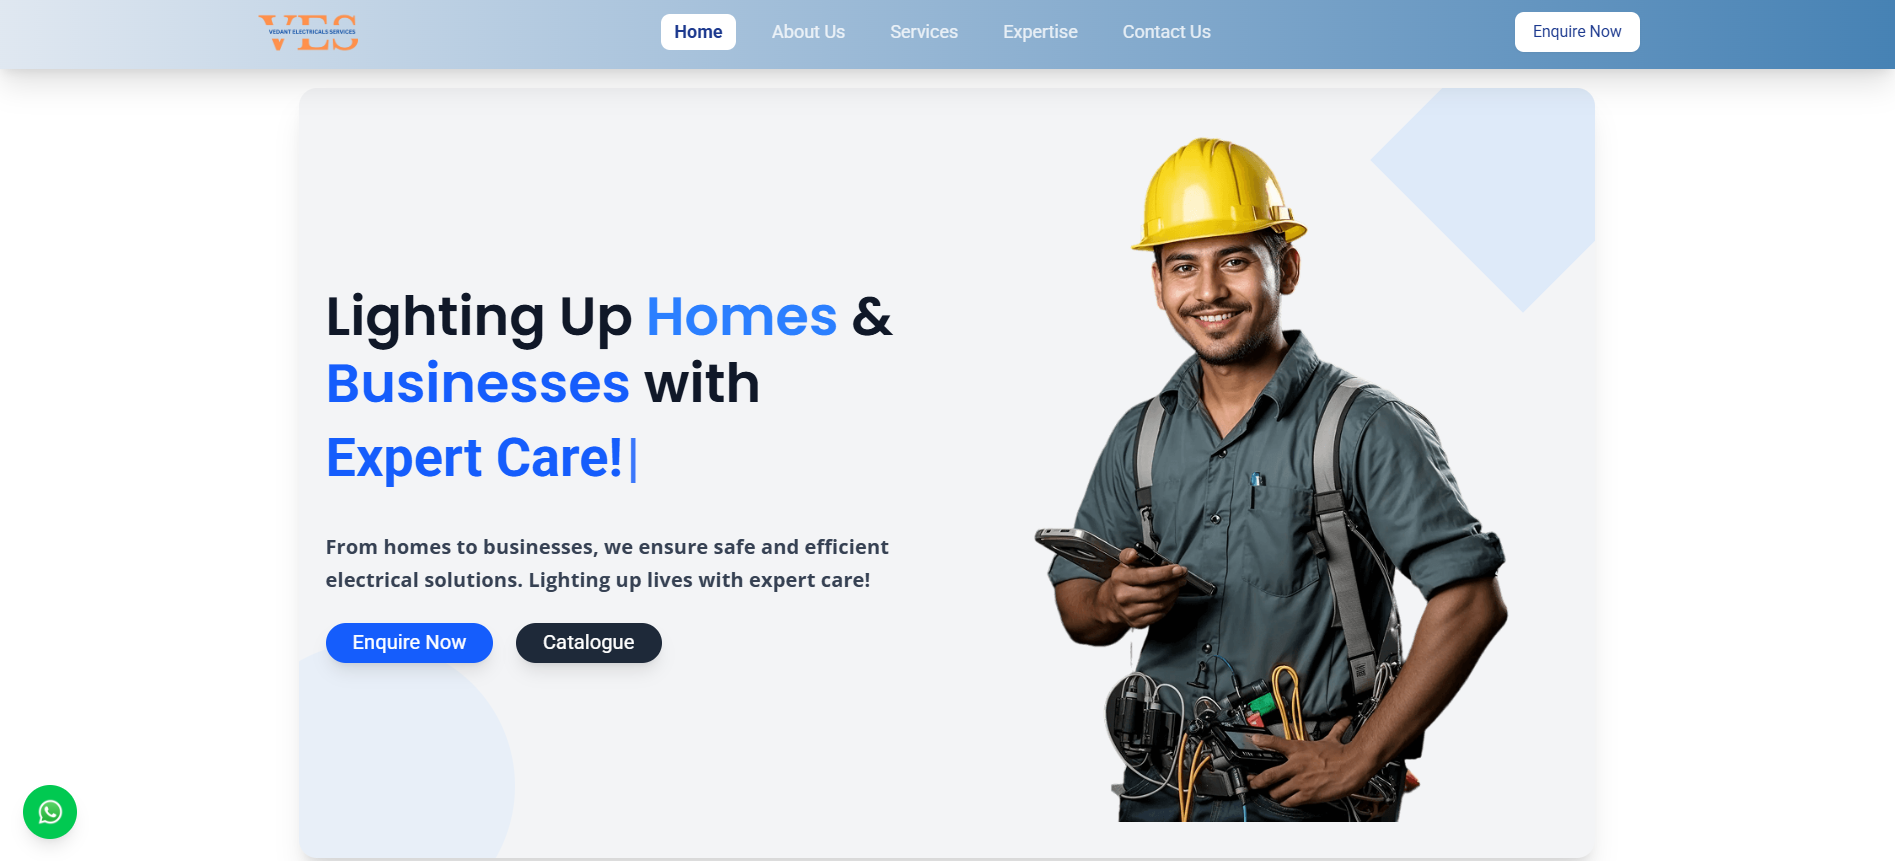 VES
VEDANT ELECTRICALS SERVICES
Home
About Us
Services
Expertise
Contact Us
Enquire Now
Lighting Up Homes &
Businesses with
Expert Care!|
From homes to businesses, we ensure safe and efficient
electrical solutions. Lighting up lives with expert care!
Enquire Now
Catalogue